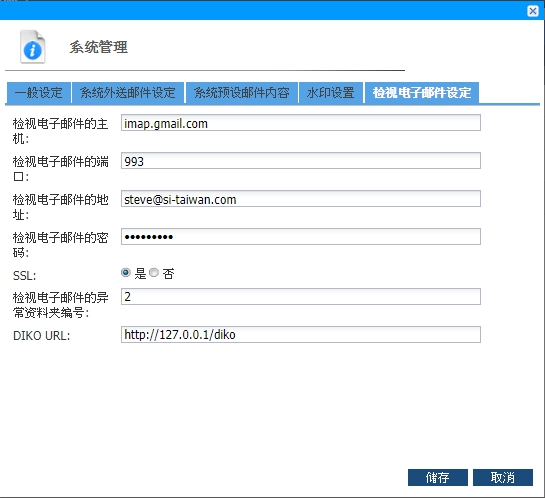 系统管理
一般设定 系统外送邮件设定 系统预设邮件内容 水印设置 检视电子邮件设定
检视电子邮件的主
机:
imap.gmail.com
检视电子邮件的端
口:
993
检视电子邮件的地
址:
steve@si-taiwan.com
检视电子邮件的密
码:
•••••••••
SSL:
是 否
检视电子邮件的异
常资料夹编号:
2
DIKO URL:
http://127.0.0.1/diko
储存 取消